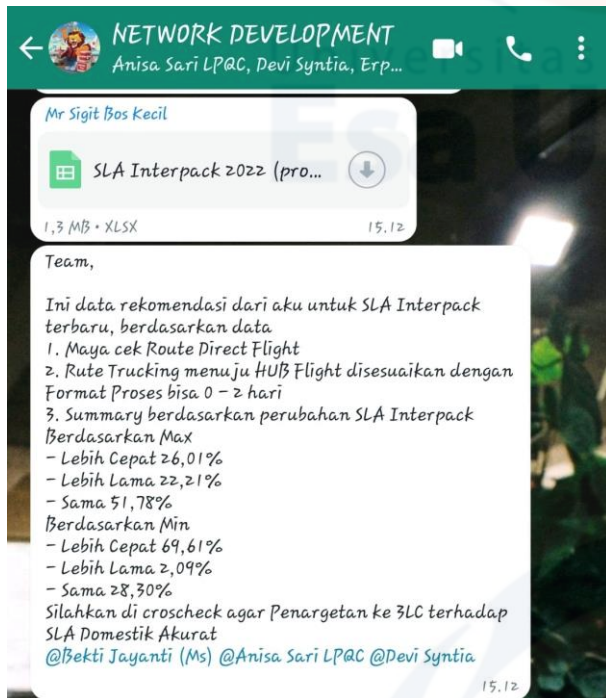 NETWORK DEVELOPMENT
Anisa Sari LPQC, Devi Syntia, Erp...
Universitas
Esa U
Mr Sigit Bos Kecil
SLA Interpack 2022 (pro...
1,3 MB • XLSX 15.12
Team,
Ini data rekomendasi dari aku untuk SLA Interpack
terbaru, berdasarkan data
1. Maya cek Route Direct Flight
2. Rute Trucking menuju HUB Flight disesuaikan dengan
Format Proses bisa 0 - 2 hari
3. Summary berdasarkan perubahan SLA Interpack
Berdasarkan Max
- Lebih Cepat 26,01%
- Lebih Lama 22,21%
- Sama 51,78%
Berdasarkan Min
- Lebih Cepat 69,61%
- Lebih Lama 2,09%
- Sama 28,30%
Silahkan di croscheck agar Penargetan ke 3LC terhadap
SLA Domestik Akurat
@Bekti Jayanti (Ms) @Anisa Sari LPQC @Devi Syntia
15.12